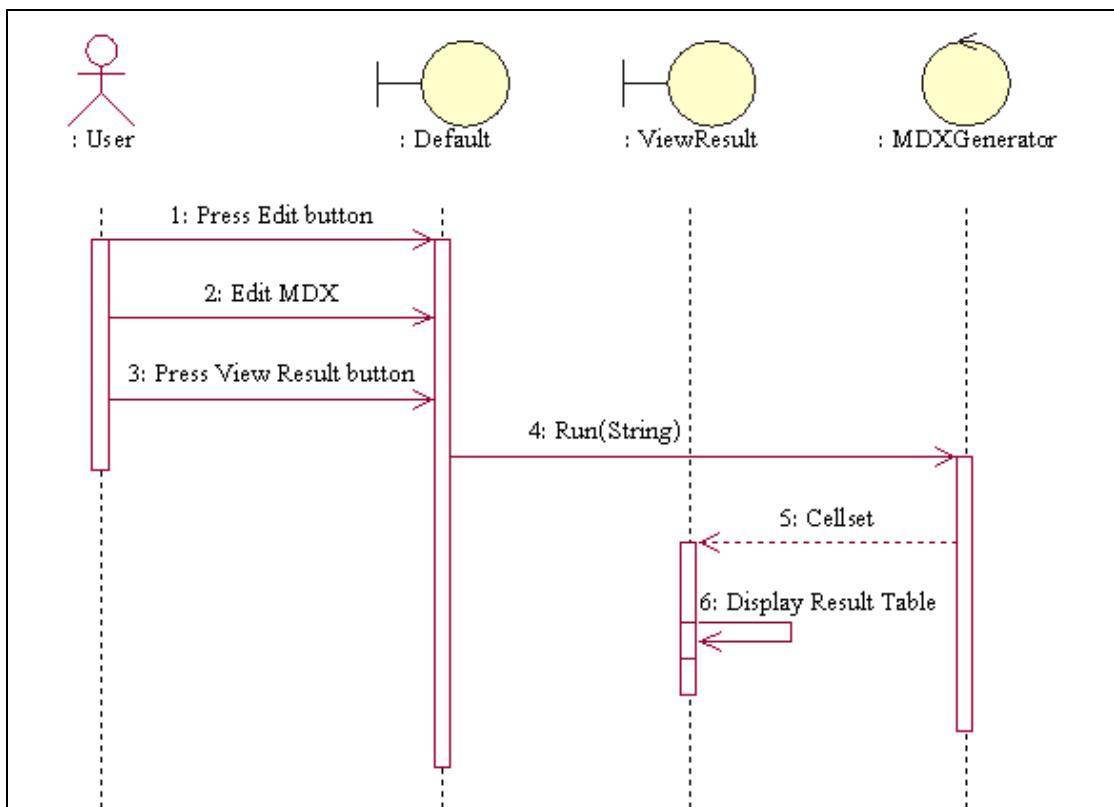 : User
: Default
: ViewResult
: MDXGenerator
1: Press Edit button
2: Edit MDX
3: Press View Result button
4: Run(String)
5: Cellset
6: Display Result Table